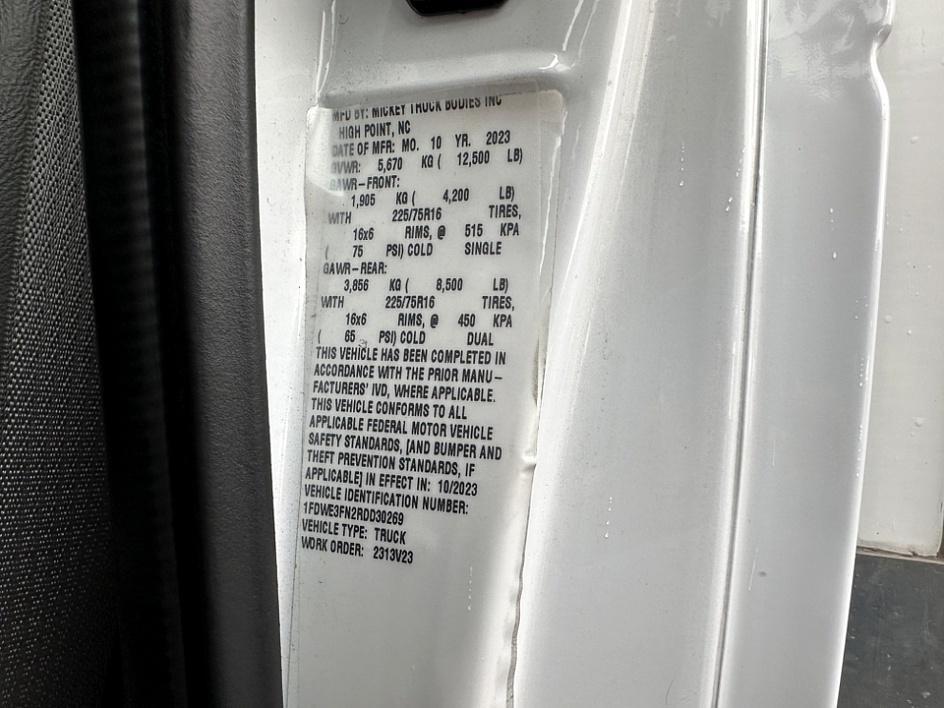 MFD BY: MICKEY TRUCK BODIES INC
HIGH POINT, NC
DATE OF MFR: MO. 10 YR. 2023
GVWR: 5,670 KG ( 12,500 LB)
GAWR-FRONT:
1,905 KG ( 4,200 LB)
WITH 225/75R16 TIRES,
16x6 RIMS, @ 515 KPA
( 75 PSI) COLD SINGLE
GAWR-REAR:
3,856 KG ( 8,500 LB)
WITH 225/75R16 TIRES,
16x6 RIMS, @ 450 KPA
( 65 PSI) COLD DUAL
THIS VEHICLE HAS BEEN COMPLETED IN
ACCORDANCE WITH THE PRIOR MANU-
FACTURERS' IVD, WHERE APPLICABLE.
THIS VEHICLE CONFORMS TO ALL
APPLICABLE FEDERAL MOTOR VEHICLE
SAFETY STANDARDS, [AND BUMPER AND
THEFT PREVENTION STANDARDS, IF
APPLICABLE] IN EFFECT IN: 10/2023
VEHICLE IDENTIFICATION NUMBER:
1FDWE3FN2RDD30269
VEHICLE TYPE: TRUCK
WORK ORDER: 2313V23